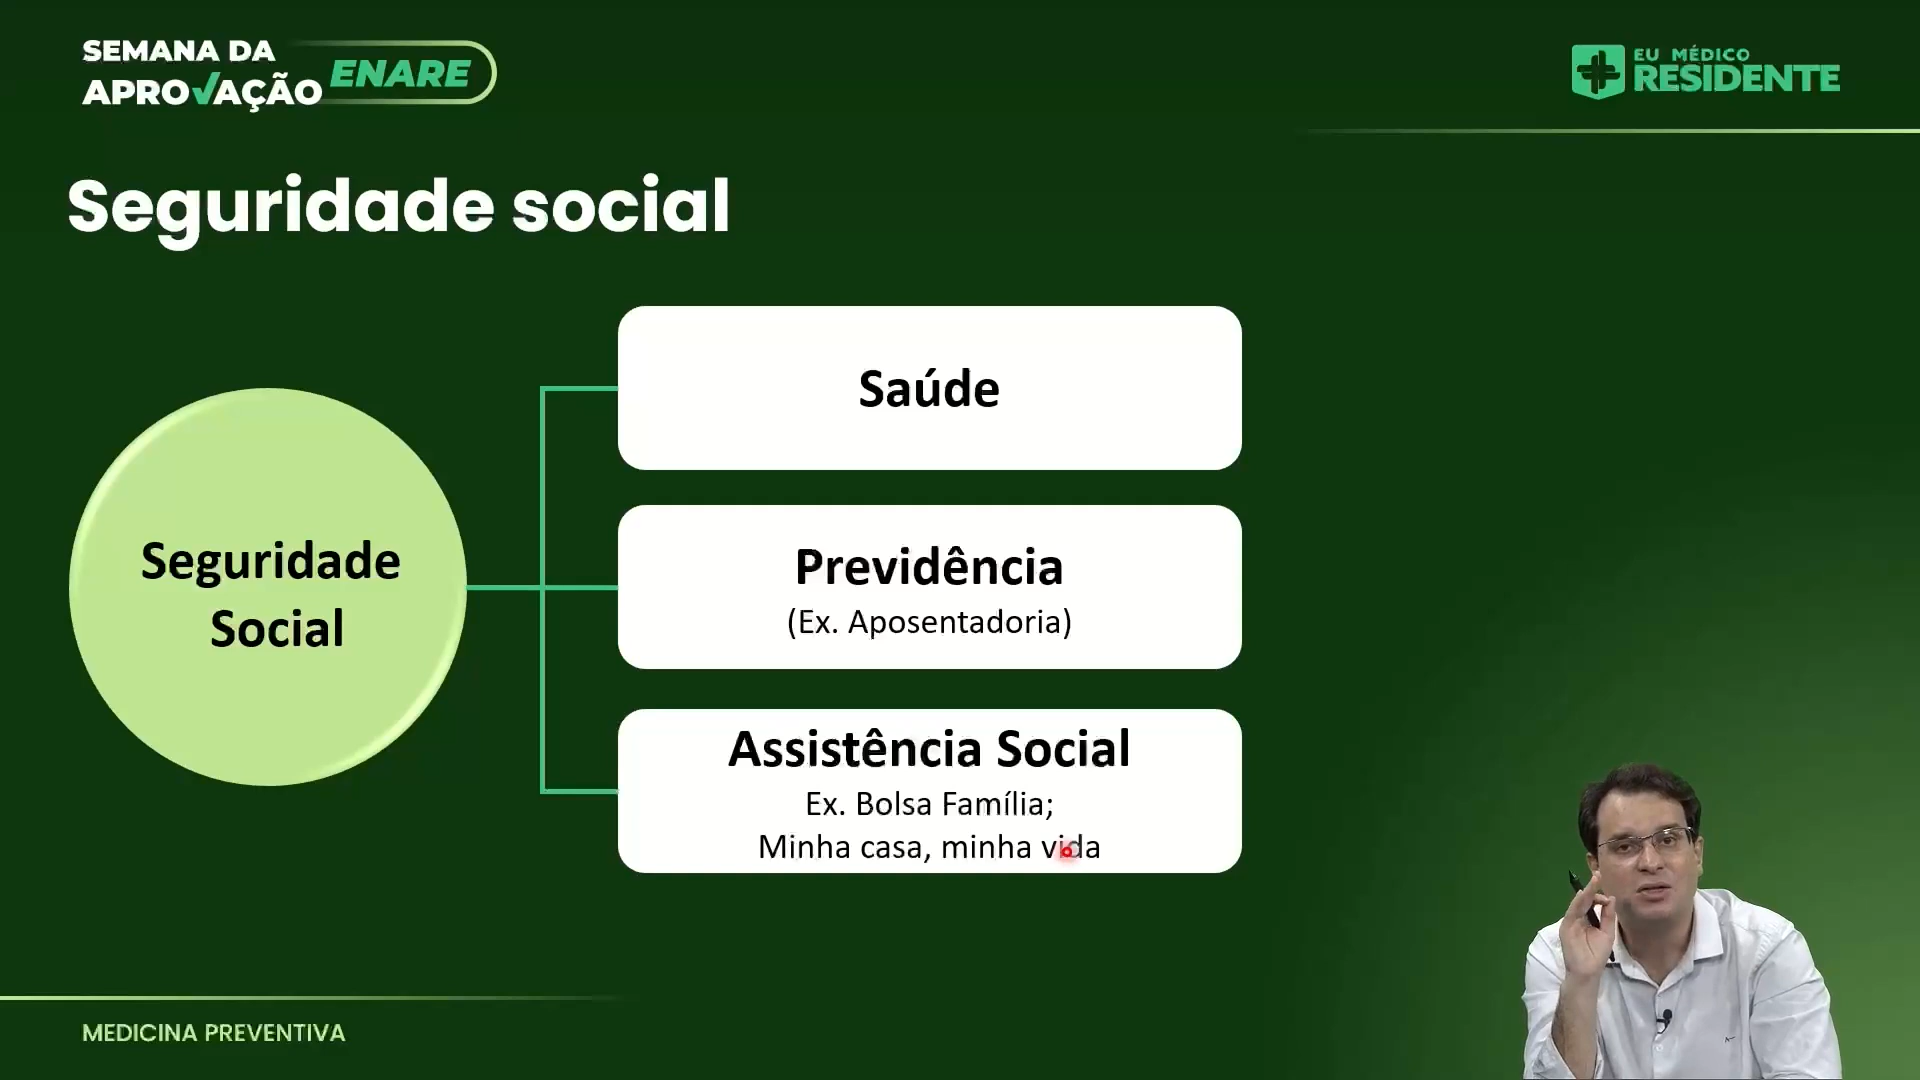 SEMANA DA
APROVAÇÃO ENARE
EU MÉDICO
RESIDENTE
Seguridade social
Seguridade
Social
Saúde
Previdência
(Ex. Aposentadoria)
Assistência Social
Ex. Bolsa Família;
Minha casa, minha vida
MEDICINA PREVENTIVA